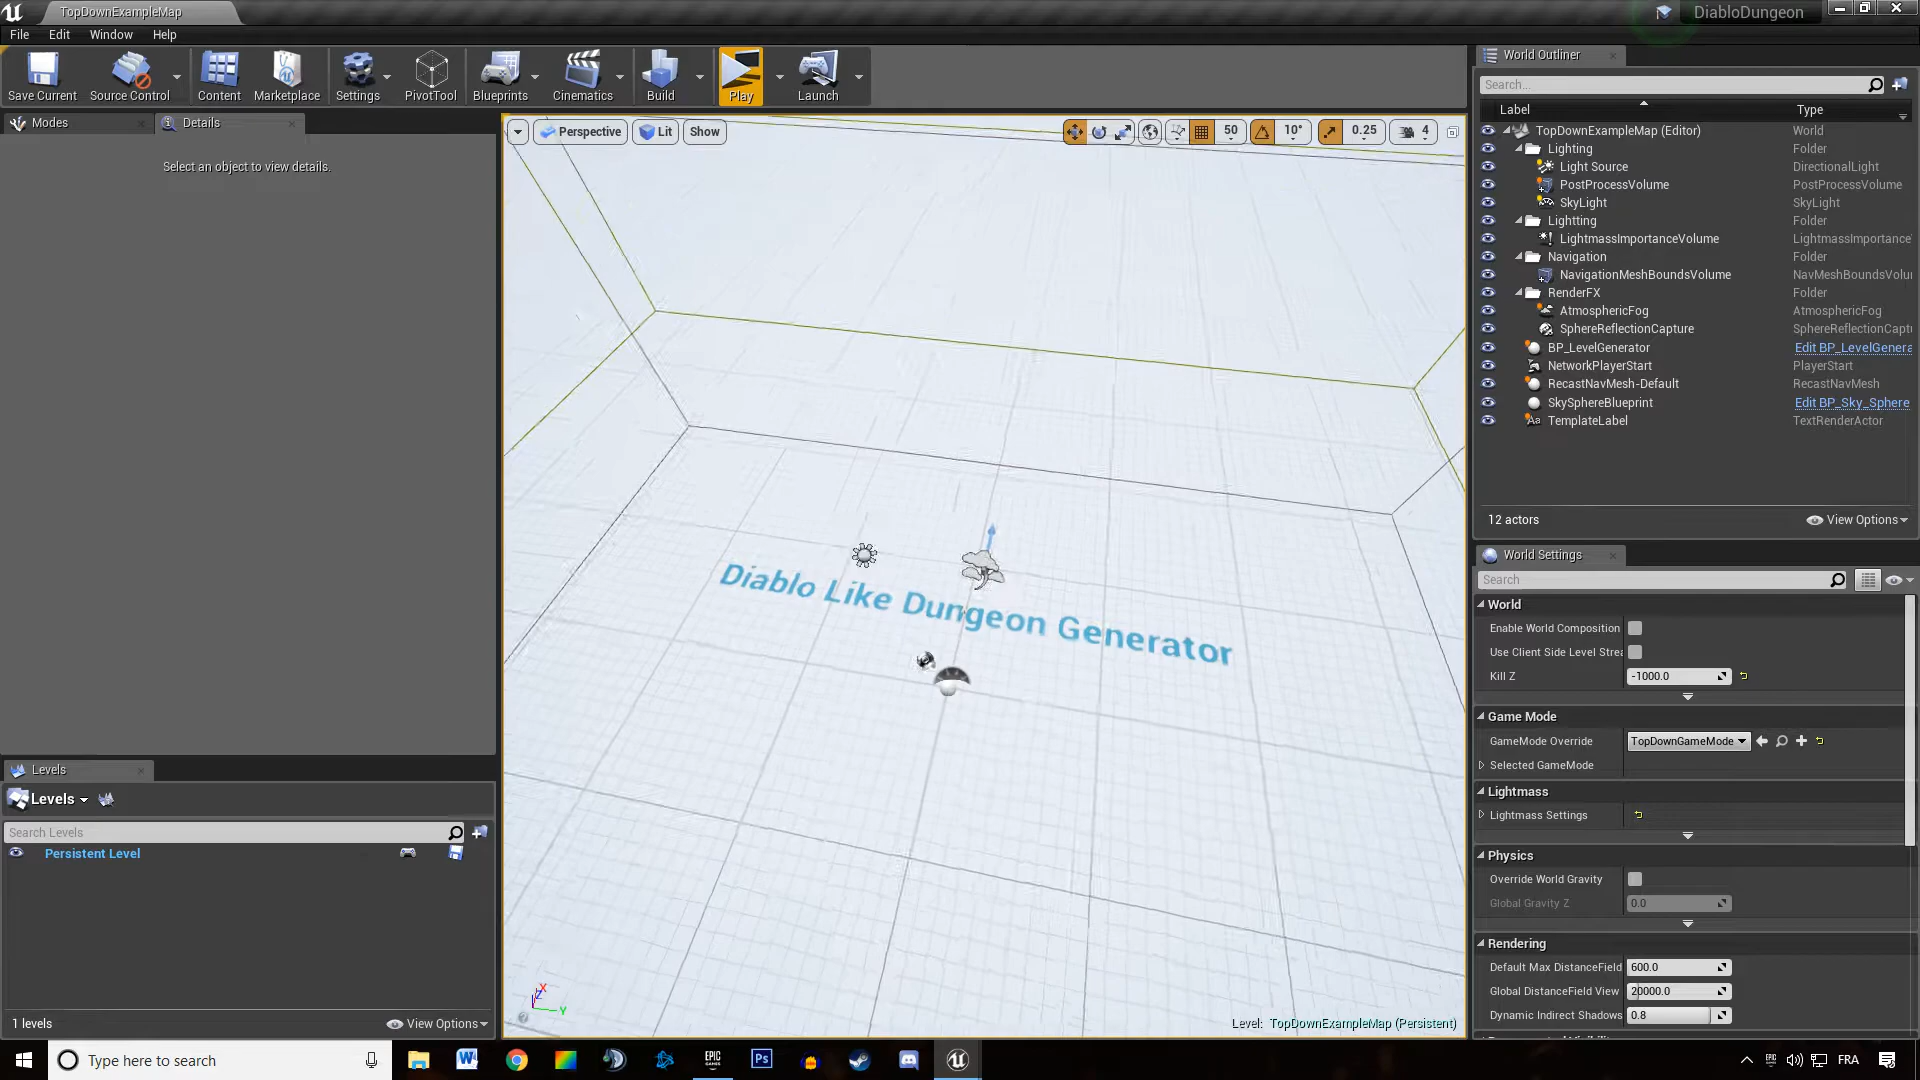 TopDownExampleMap
DiabloDungeon
File Edit Window Help
Save Current
Source Control
Content
Marketplace
Settings
PivotTool
Blueprints
Cinematics
Build
Play
Launch
Modes
Details
Select an object to view details.
Perspective
Lit
Show
50
10°
0.25
4
Diablo Like Dungeon Generator
Level: TopDownExampleMap (Persistent)
Levels
Levels
Search Levels
Persistent Level
1 levels
View Options
World Outliner
Search...
Label Type
TopDownExampleMap (Editor) World
Lighting Folder
Light Source DirectionalLight
PostProcessVolume PostProcessVolume
SkyLight SkyLight
Lightting Folder
LightmassImportanceVolume LightmassImportance
Navigation Folder
NavigationMeshBoundsVolume NavMeshBoundsVolu
RenderFX Folder
AtmosphericFog AtmosphericFog
SphereReflectionCapture SphereReflectionCapt
BP_LevelGenerator Edit BP_LevelGenera
NetworkPlayerStart PlayerStart
RecastNavMesh-Default RecastNavMesh
SkySphereBlueprint Edit BP_Sky_Sphere
TemplateLabel TextRenderActor
12 actors
View Options
World Settings
Search
World
Enable World Composition
Use Client Side Level Strea
Kill Z -1000.0
Game Mode
GameMode Override TopDownGameMode
Selected GameMode
Lightmass
Lightmass Settings
Physics
Override World Gravity
Global Gravity Z 0.0
Rendering
Default Max DistanceField 600.0
Global DistanceField View 20000.0
Dynamic Indirect Shadows 0.8
Type here to search
EPIC GAMES
Ps
FRA